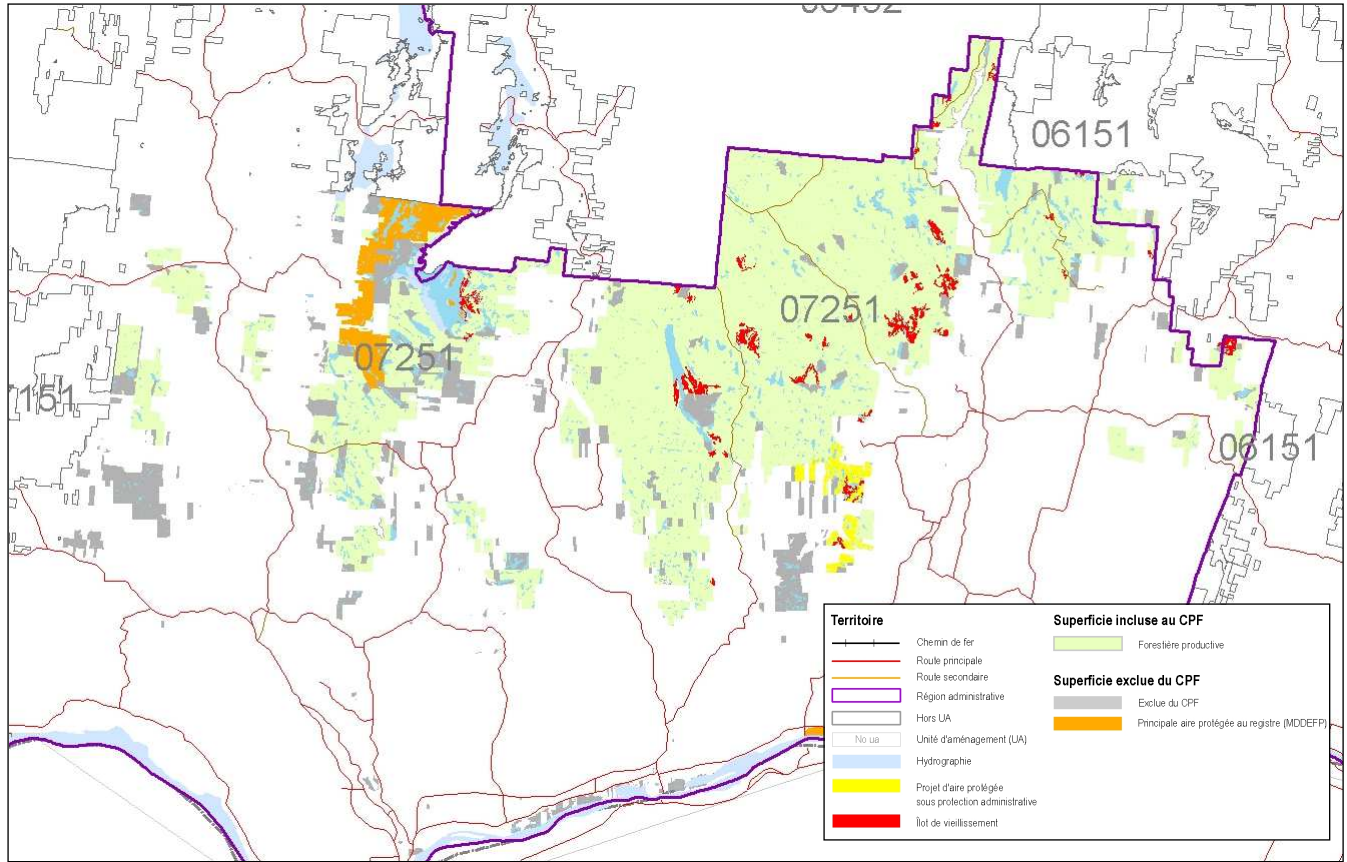 06151
07251
07251
06151
Territoire
Chemin de fer
Route principale
Route secondaire
Région administrative
Hors UA
No ua
Unité d'aménagement (UA)
Hydrographie
Projet d'aire protégée
sous protection administrative
Îlot de vieillissement
Superficie incluse au CPF
Forestière productive
Superficie exclue du CPF
Exclue du CPF
Principale aire protégée au registre (MDDEFP)